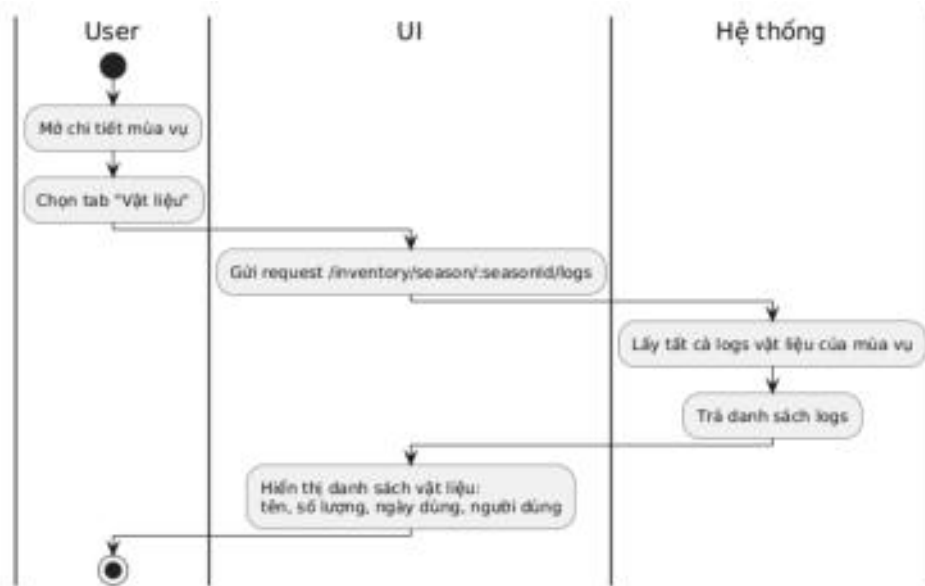 User
UI
Hệ thống
Mở chi tiết mùa vụ
Chọn tab "Vật liệu"
Gửi request /inventory/season/:seasonId/logs
Lấy tất cả logs vật liệu của mùa vụ
Trả danh sách logs
Hiển thị danh sách vật liệu:
tên, số lượng, ngày dùng, người dùng